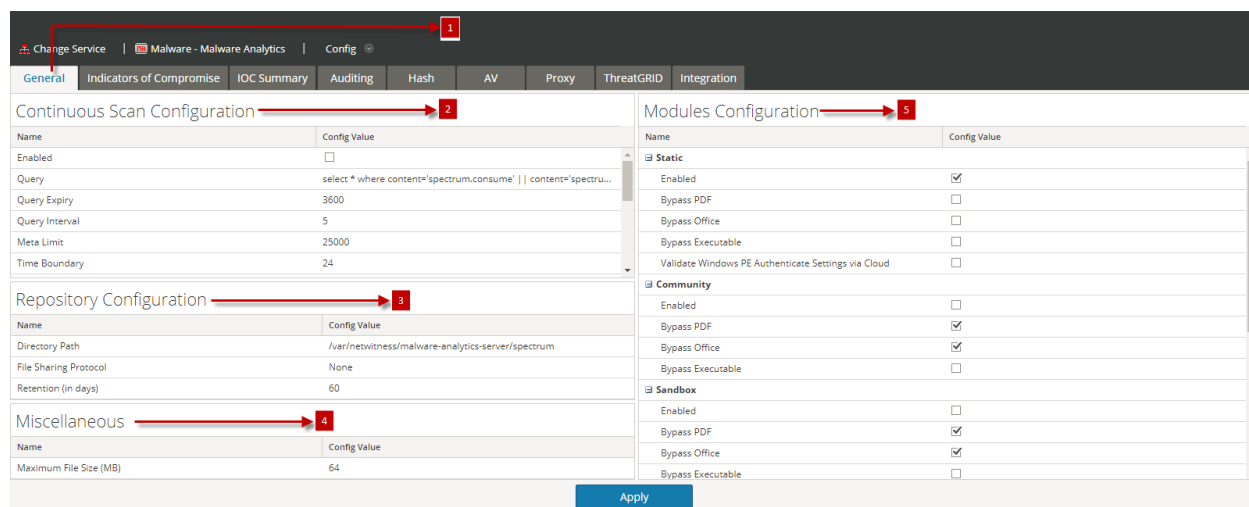 1
Change Service | Malware - Malware Analytics | Config
General Indicators of Compromise IOC Summary Auditing Hash AV Proxy ThreatGRID Integration
Continuous Scan Configuration 2
Name Config Value
Enabled
Query select * where content='spectrum.consume' || content='spectru...
Query Expiry 3600
Query Interval 5
Meta Limit 25000
Time Boundary 24
Repository Configuration 3
Name Config Value
Directory Path /var/netwitness/malware-analytics-server/spectrum
File Sharing Protocol None
Retention (in days) 60
Miscellaneous 4
Name Config Value
Maximum File Size (MB) 64
Modules Configuration 5
Name Config Value
Static
Enabled
Bypass PDF
Bypass Office
Bypass Executable
Validate Windows PE Authenticate Settings via Cloud
Community
Enabled
Bypass PDF
Bypass Office
Bypass Executable
Sandbox
Enabled
Bypass PDF
Bypass Office
Bypass Executable
Apply